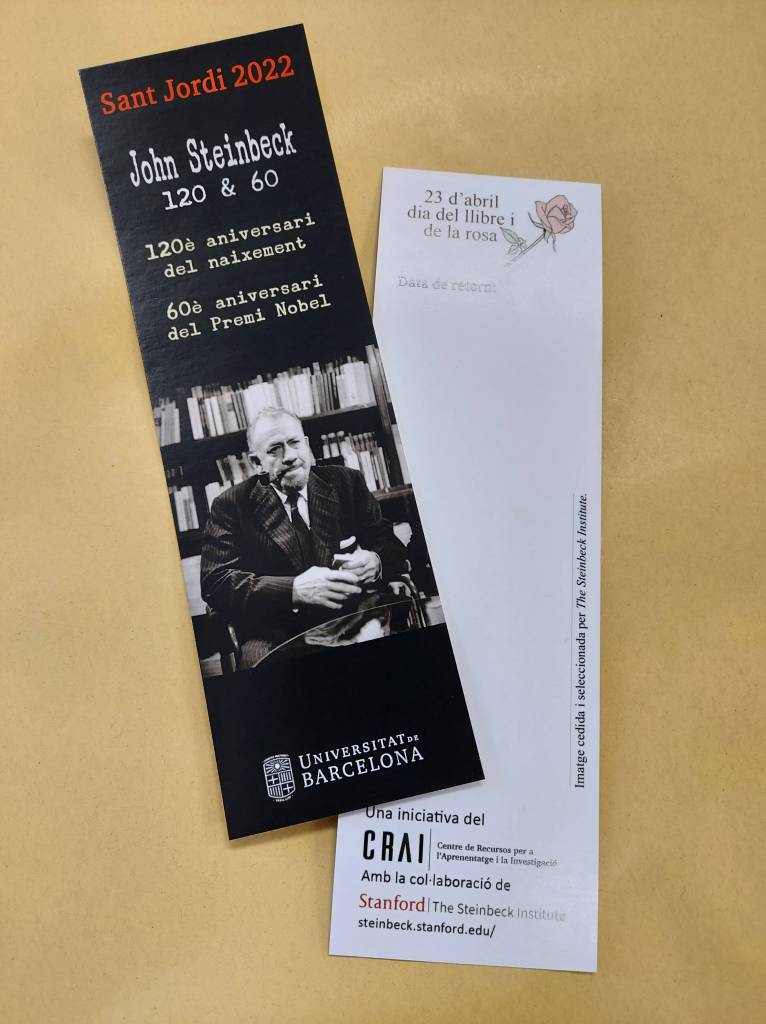 Sant Jordi 2022
John Steinbeck
120 & 60
120è aniversari
del naixement
60è aniversari
del Premi Nobel
UNIVERSITAT DE
BARCELONA
23 d'abril
dia del llibre i
de la rosa
Data de retorn:
Imatge cedida i seleccionada per The Steinbeck Institute.
Una iniciativa del
CRAI
Centre de Recursos per a
l'Aprenentatge i la Investigació
Amb la col·laboració de
Stanford | The Steinbeck Institute
steinbeck.stanford.edu/